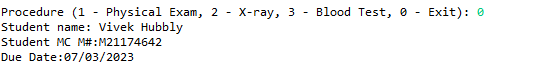 Procedure (1 - Physical Exam, 2 - X-ray, 3 - Blood Test, 0 - Exit): 0
Student name: Vivek Hubbly
Student MC M#:M21174642
Due Date:07/03/2023